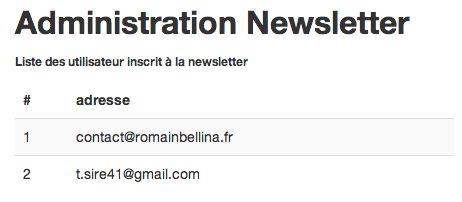 Administration Newsletter
Liste des utilisateur inscrit à la newsletter
# adresse
1 contact@romainbellina.fr
2 t.sire41@gmail.com